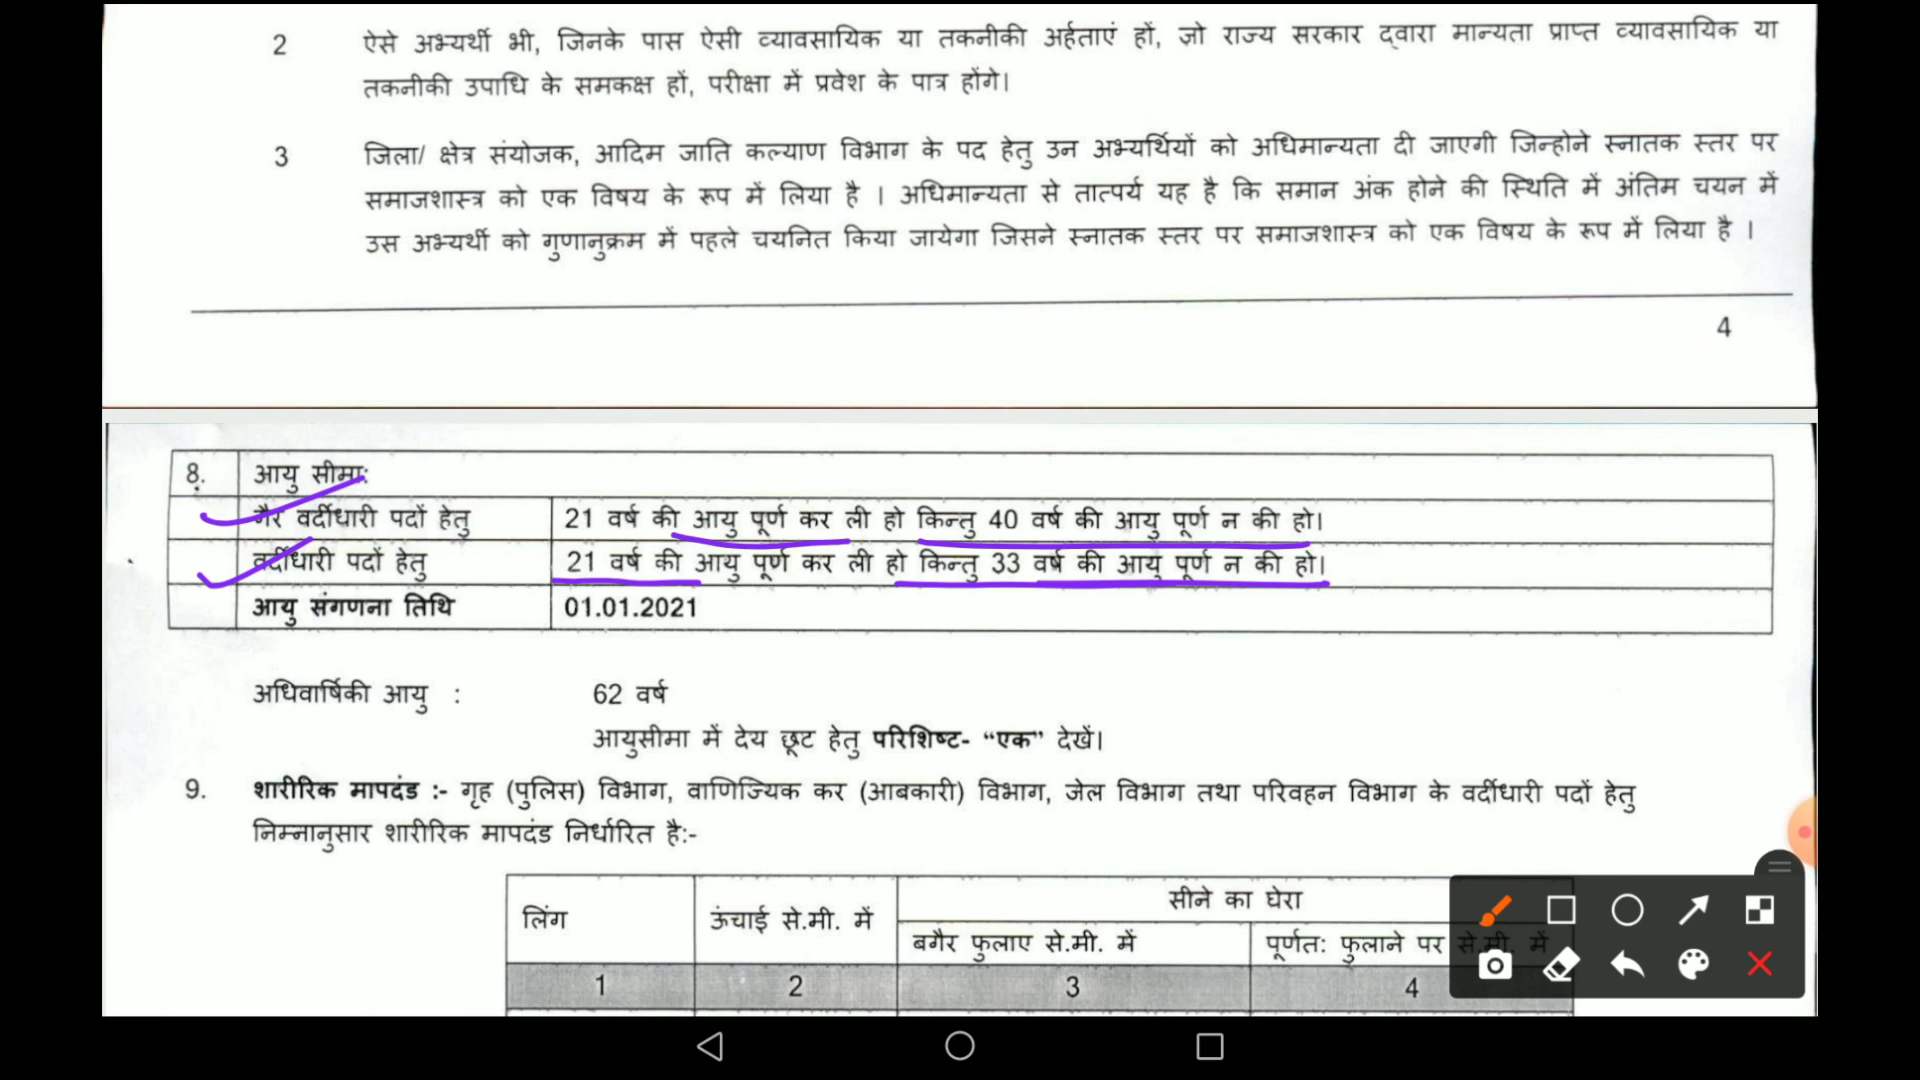 2 ऐसे अभ्यर्थी भी, जिनके पास ऐसी व्यावसायिक या तकनीकी अर्हताएं हों, जो राज्य सरकार द्वारा मान्यता प्राप्त व्यावसायिक या
तकनीकी उपाधि के समकक्ष हों, परीक्षा में प्रवेश के पात्र होंगे।
3 जिला/ क्षेत्र संयोजक, आदिम जाति कल्याण विभाग के पद हेतु उन अभ्यर्थियों को अधिमान्यता दी जाएगी जिन्होने स्नातक स्तर पर
समाजशास्त्र को एक विषय के रूप में लिया है । अधिमान्यता से तात्पर्य यह है कि समान अंक होने की स्थिति में अंतिम चयन में
उस अभ्यर्थी को गुणानुक्रम में पहले चयनित किया जायेगा जिसने स्नातक स्तर पर समाजशास्त्र को एक विषय के रूप में लिया है ।
4
8. आयु सीमा:
गैर वर्दीधारी पदों हेतु 21 वर्ष की आयु पूर्ण कर ली हो किन्तु 40 वर्ष की आयु पूर्ण न की हो।
वर्दीधारी पदों हेतु 21 वर्ष की आयु पूर्ण कर ली हो किन्तु 33 वर्ष की आयु पूर्ण न की हो।
आयु संगणना तिथि 01.01.2021
अधिवार्षिकी आयु : 62 वर्ष
आयुसीमा में देय छूट हेतु परिशिष्ट- “एक” देखें।
9. शारीरिक मापदंड :- गृह (पुलिस) विभाग, वाणिज्यिक कर (आबकारी) विभाग, जेल विभाग तथा परिवहन विभाग के वर्दीधारी पदों हेतु
निम्नानुसार शारीरिक मापदंड निर्धारित है:-
लिंग ऊंचाई से.मी. में सीने का घेरा
बगैर फुलाए से.मी. में पूर्णत: फुलाने पर से.मी. में
1 2 3 4